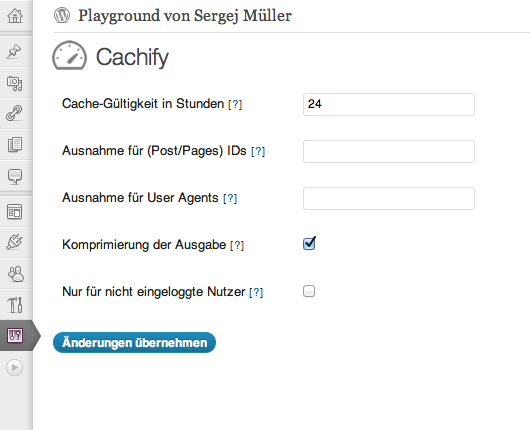 Playground von Sergej Müller
Cachify
Cache-Gültigkeit in Stunden [?] 24
Ausnahme für (Post/Pages) IDs [?]
Ausnahme für User Agents [?]
Komprimierung der Ausgabe [?]
Nur für nicht eingeloggte Nutzer [?]
Änderungen übernehmen